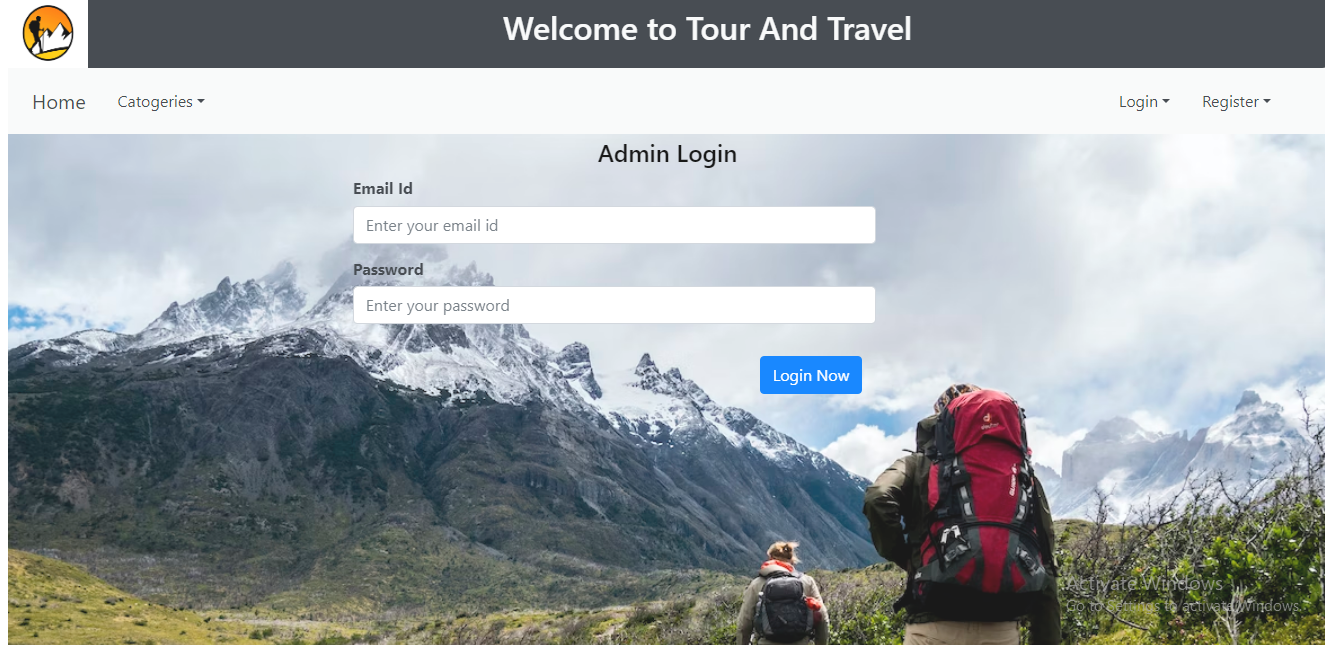 Welcome to Tour And Travel
Home Catogeries Login Register
Admin Login
Email Id
Enter your email id
Password
Enter your password
Login Now
deuter
Activate Windows
Go to Settings to activate Windows.